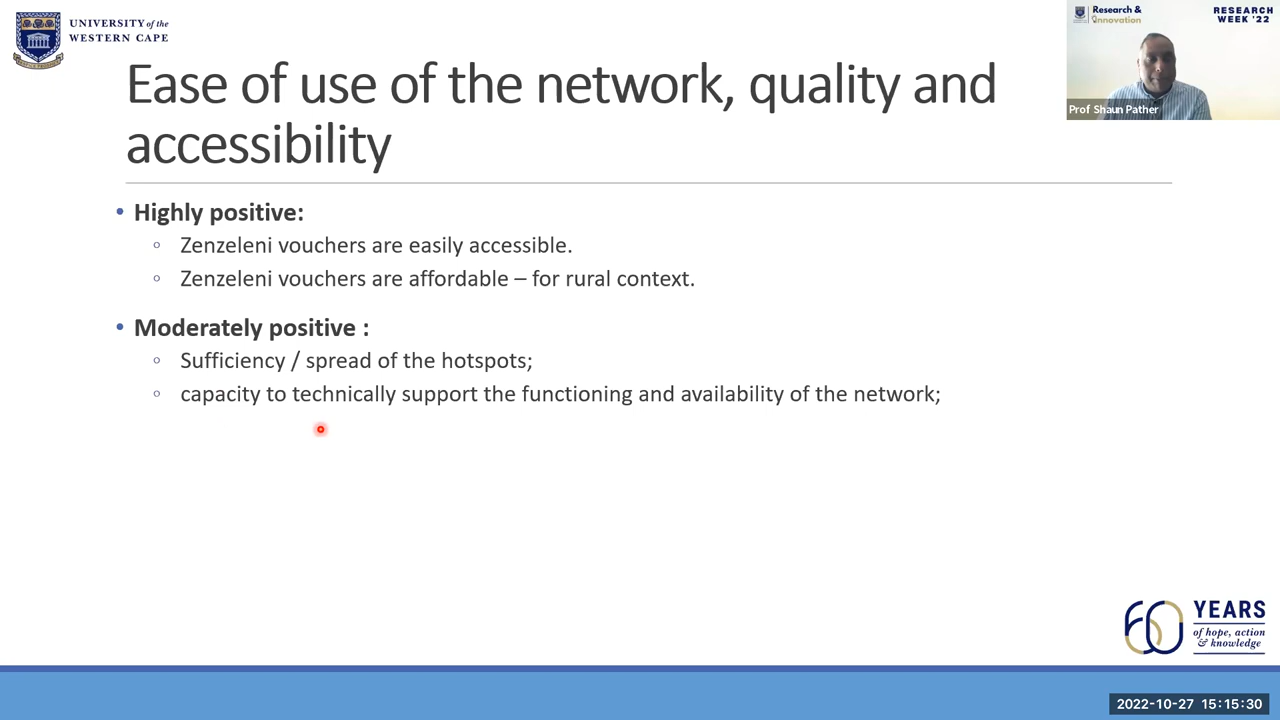 UNIVERSITY of the
WESTERN CAPE
Research &
Innovation
RESEARCH
WEEK '22
Prof Shaun Pather
Ease of use of the network, quality and
accessibility
• Highly positive:
◦ Zenzeleni vouchers are easily accessible.
◦ Zenzeleni vouchers are affordable – for rural context.
• Moderately positive :
◦ Sufficiency / spread of the hotspots;
◦ capacity to technically support the functioning and availability of the network;
60 YEARS
of hope, action
& knowledge
2022-10-27 15:15:30